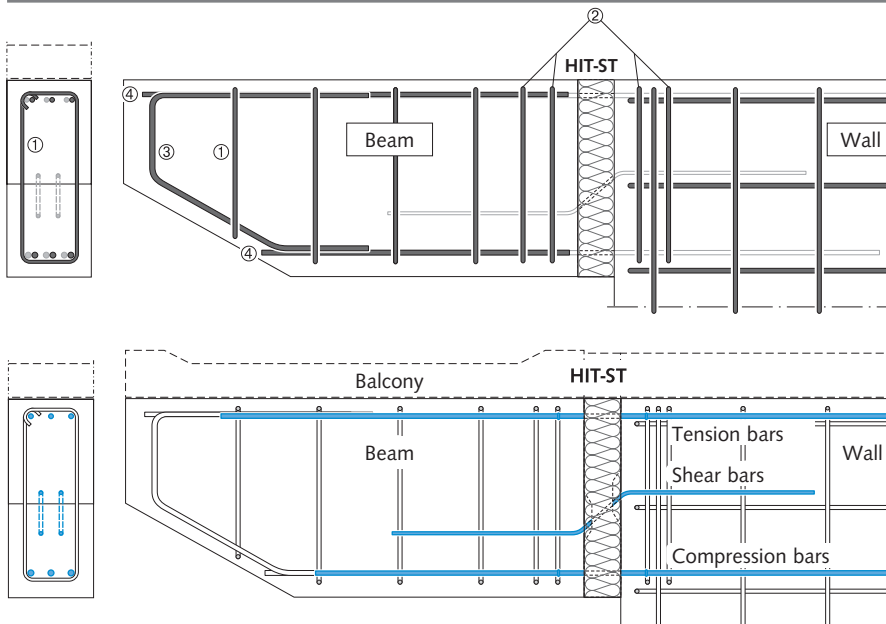 ②
HIT-ST
④
①
③
①
Beam
Wall
④
Balcony
HIT-ST
Tension bars
Beam
Wall
Shear bars
Compression bars